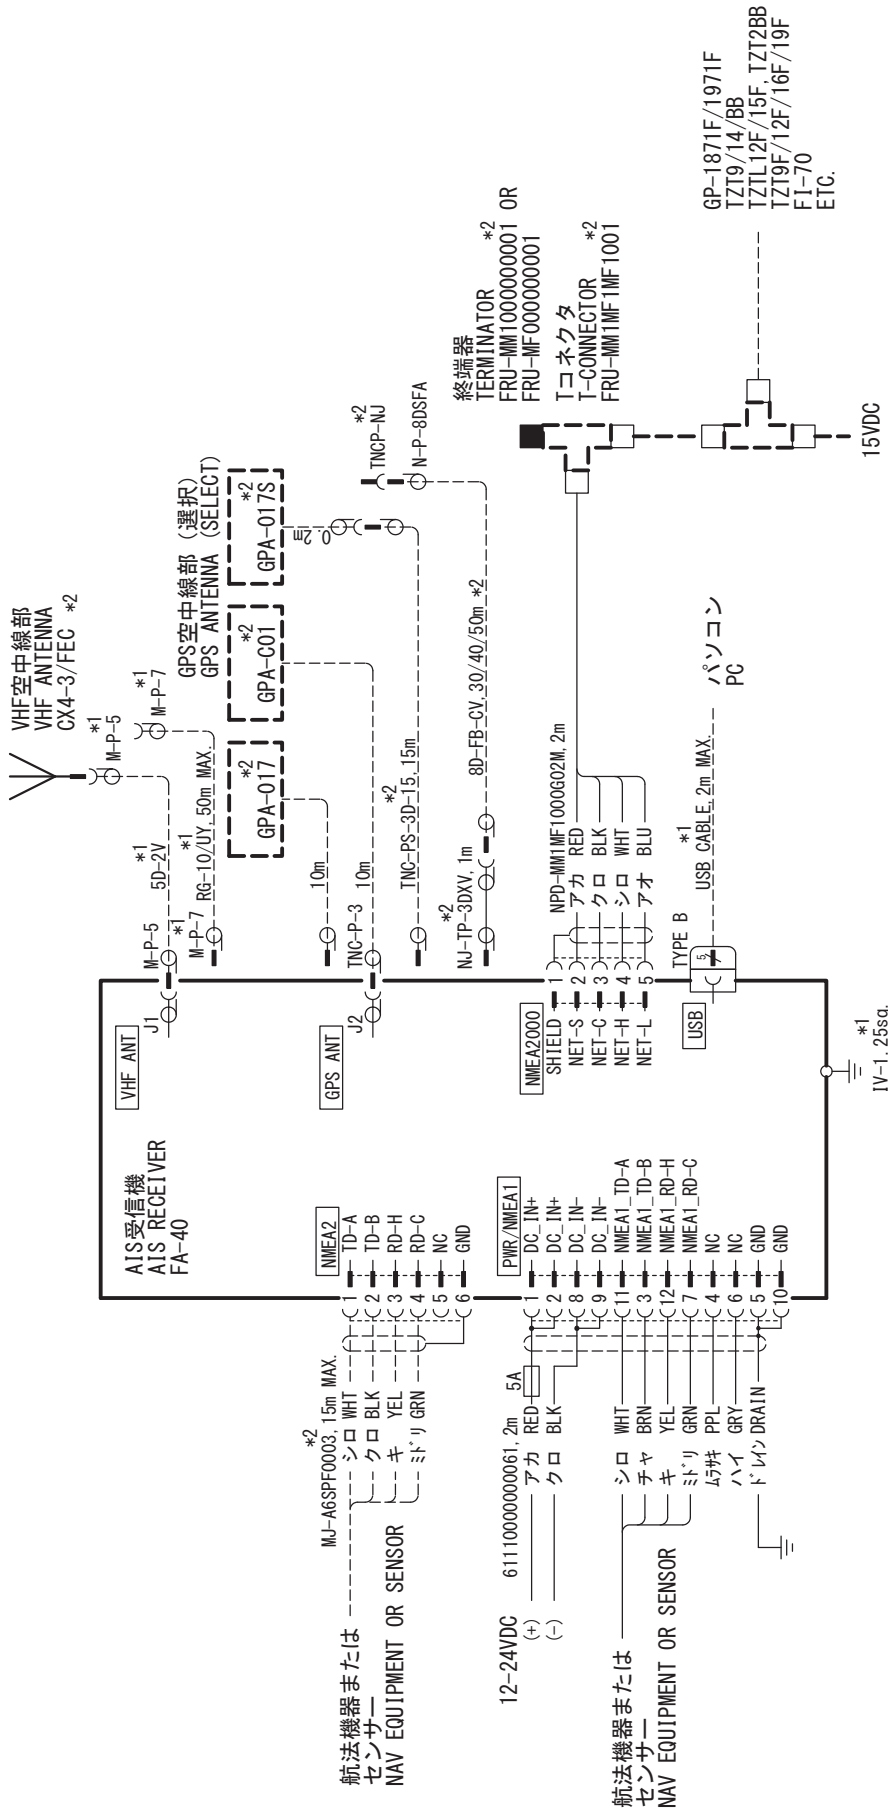 VHF空中線部
VHF ANTENNA
CX4-3/FEC *2
*1
M-P-5
*1
M-P-7
*1
5D-2V
*1
RG-10/UY, 50m MAX.
M-P-5
*1
M-P-7
J1
VHF ANT
GPS空中線部 (選択)
GPS ANTENNA (SELECT)
*2
GPA-017
*2
GPA-C01
*2
GPA-017S
0.2m
10m
10m
*2
TNC-PS-3D-15, 15m
TNC-P-3
J2
GPS ANT
*2
TNCP-NJ
N-P-8DSFA
8D-FB-CV, 30/40/50m *2
*2
NJ-TP-3DXV, 1m
終端器
TERMINATOR *2
FRU-MM1000000001 OR
FRU-MF000000001
Tコネクタ
T-CONNECTOR *2
FRU-MM1MF1MF1001
15VDC
GP-1871F/1971F
TZT9/14/BB
TZTL12F/15F, TZT2BB
TZT9F/12F/16F/19F
FI-70
ETC.
NPD-MM1MF1000G02M, 2m
アカ RED
クロ BLK
シロ WHT
アオ BLU
NMEA2000
SHIELD 1
NET-S 2
NET-C 3
NET-H 4
NET-L 5
TYPE B
5
*1
USB CABLE, 2m MAX.
パソコン
PC
USB
*1
IV-1.25sq.
AIS受信機
AIS RECEIVER
FA-40
NMEA2
1 TD-A
2 TD-B
3 RD-H
4 RD-C
5 NC
6 GND
*2
MJ-A6SPF0003, 15m MAX.
シロ WHT
クロ BLK
キ YEL
ミドリ GRN
航法機器または
センサー
NAV EQUIPMENT OR SENSOR
PWR/NMEA1
1 DC_IN+
2 DC_IN+
8 DC_IN-
9 DC_IN-
11 NMEA1_TD-A
3 NMEA1_TD-B
12 NMEA1_RD-H
7 NMEA1_RD-C
4 NC
6 NC
5 GND
10 GND
5A
12-24VDC
(+)
(-)
6111000000061, 2m
アカ RED
クロ BLK
シロ WHT
チャ BRN
キ YEL
ミドリ GRN
ムラサキ PPL
ハイ GRY
ドレイン DRAIN
航法機器または
センサー
NAV EQUIPMENT OR SENSOR